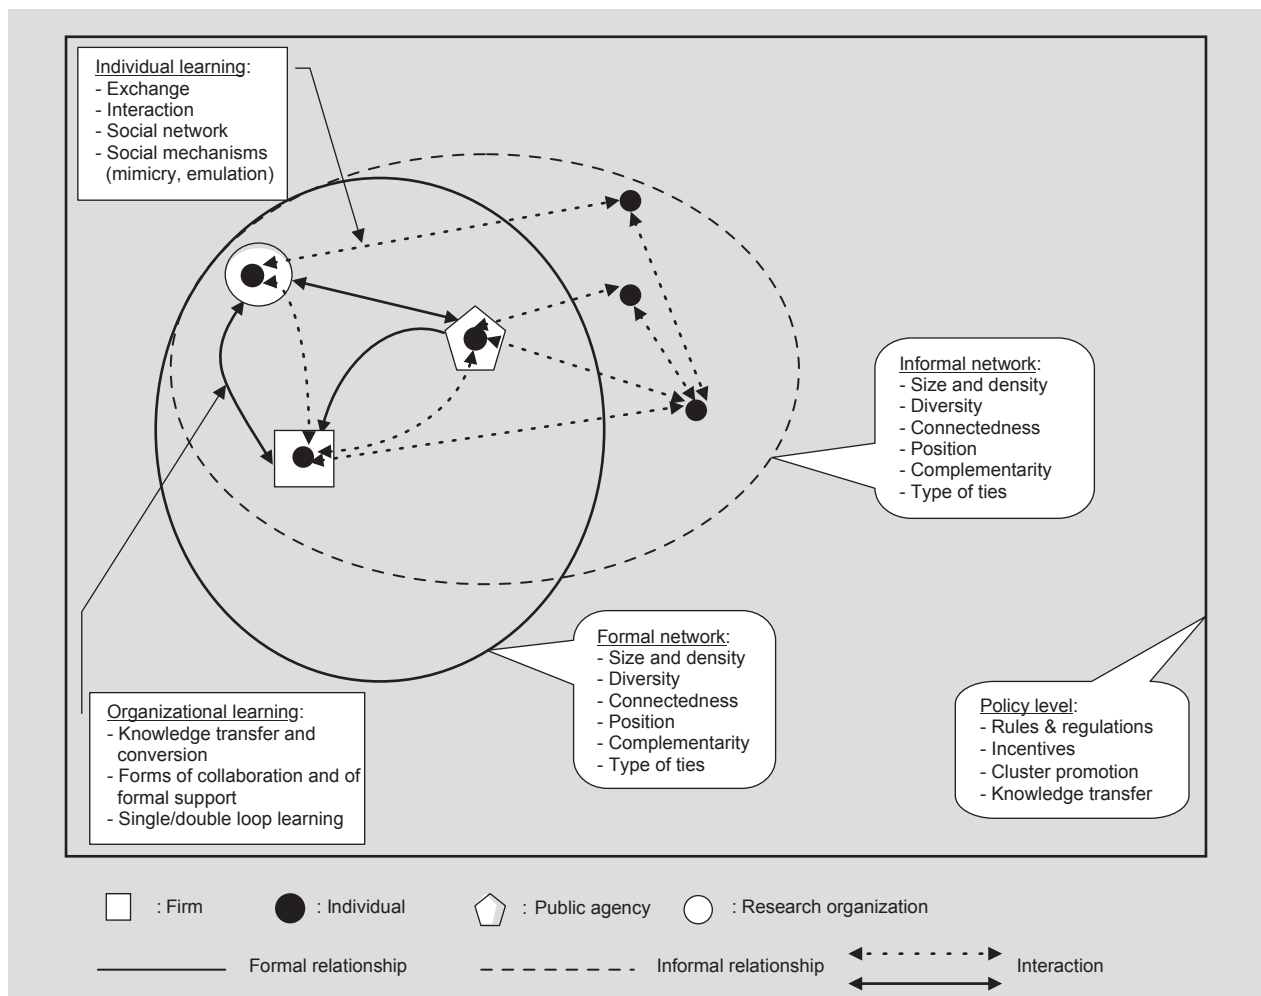 Individual learning:
- Exchange
- Interaction
- Social network
- Social mechanisms
(mimicry, emulation)
Informal network:
- Size and density
- Diversity
- Connectedness
- Position
- Complementarity
- Type of ties
Formal network:
- Size and density
- Diversity
- Connectedness
- Position
- Complementarity
- Type of ties
Organizational learning:
- Knowledge transfer and
conversion
- Forms of collaboration and of
formal support
- Single/double loop learning
Policy level:
- Rules & regulations
- Incentives
- Cluster promotion
- Knowledge transfer
: Firm
: Individual
: Public agency
: Research organization
Formal relationship
Informal relationship
Interaction